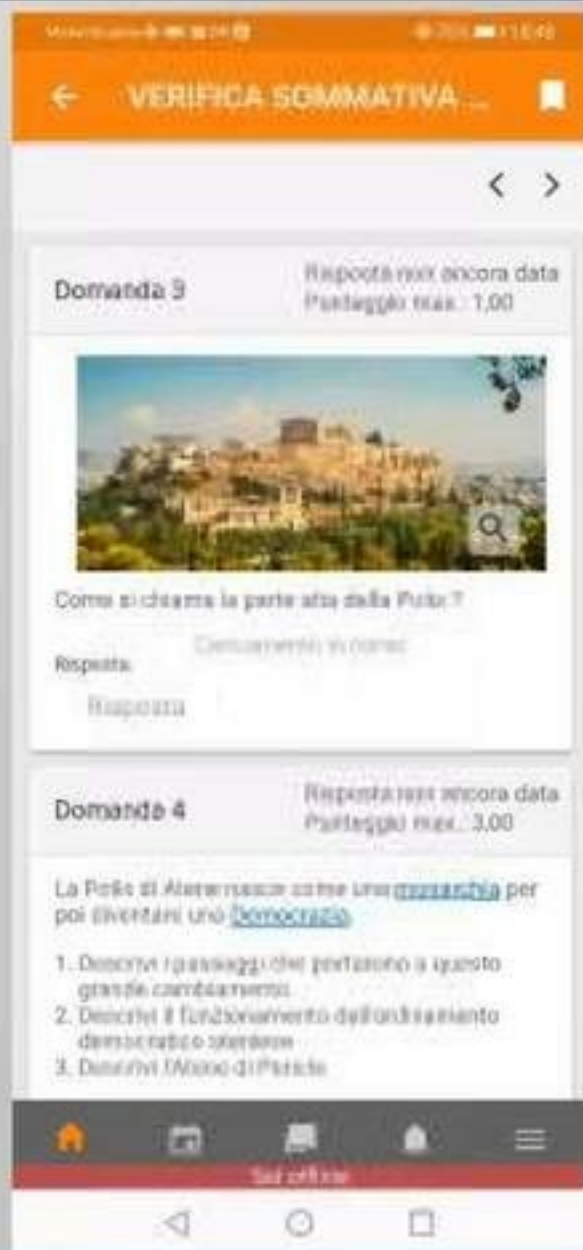 VERIFICA SOMMATIVA ...
Domanda 3
Risposta non ancora data
Punteggio max.: 1,00
Come si chiama la parte alta della Polis ?
Caricamento in corso
Risposta
Risposta
Domanda 4
Risposta non ancora data
Punteggio max.: 3,00
La Polis di Atene nasce come una monarchia per
poi diventare una Democrazia.
1. Descrivi i passaggi che portarono a questo
grande cambiamento.
2. Descrivi il funzionamento dell'ordinamento
democratico ateniese
3. Descrivi l'Atene di Pericle
Sei offline